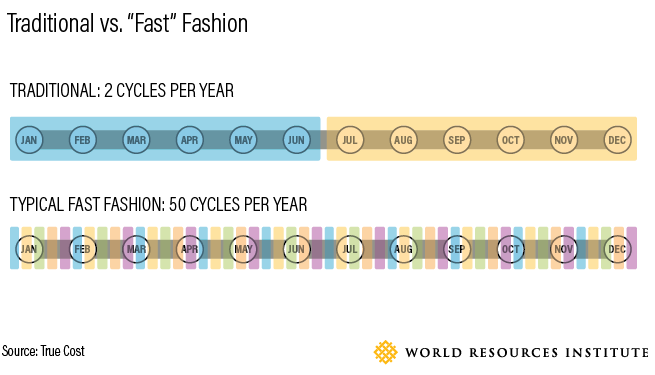 Traditional vs. “Fast” Fashion
TRADITIONAL: 2 CYCLES PER YEAR
JAN FEB MAR APR MAY JUN JUL AUG SEP OCT NOV DEC
TYPICAL FAST FASHION: 50 CYCLES PER YEAR
JAN FEB MAR APR MAY JUN JUL AUG SEP OCT NOV DEC
Source: True Cost
WORLD RESOURCES INSTITUTE